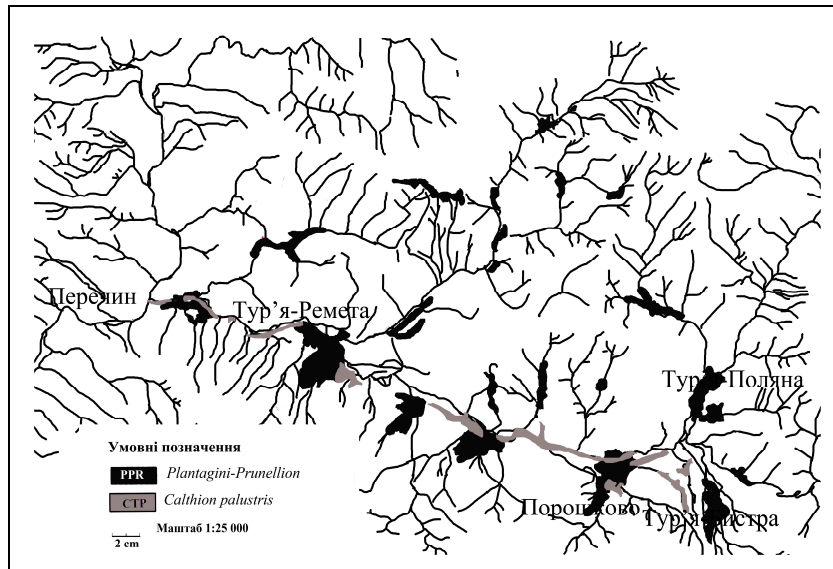 Перечин
Тур’я-Ремета
Тур’я-Поляна
Порошково
Тур’я-Бистра
Умовні позначення
PPR Plantagini-Prunellion
CTP Calthion palustris
Маштаб 1:25 000
2 cm